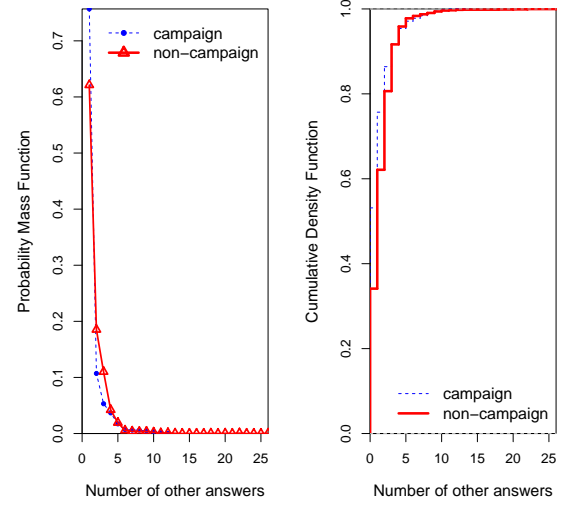 campaign
non−campaign
Probability Mass Function
0.0
0.1
0.2
0.3
0.4
0.5
0.6
0.7
0 5 10 15 20 25
Number of other answers
campaign
non−campaign
Cumulative Density Function
0.0
0.2
0.4
0.6
0.8
1.0
0 5 10 15 20 25
Number of other answers